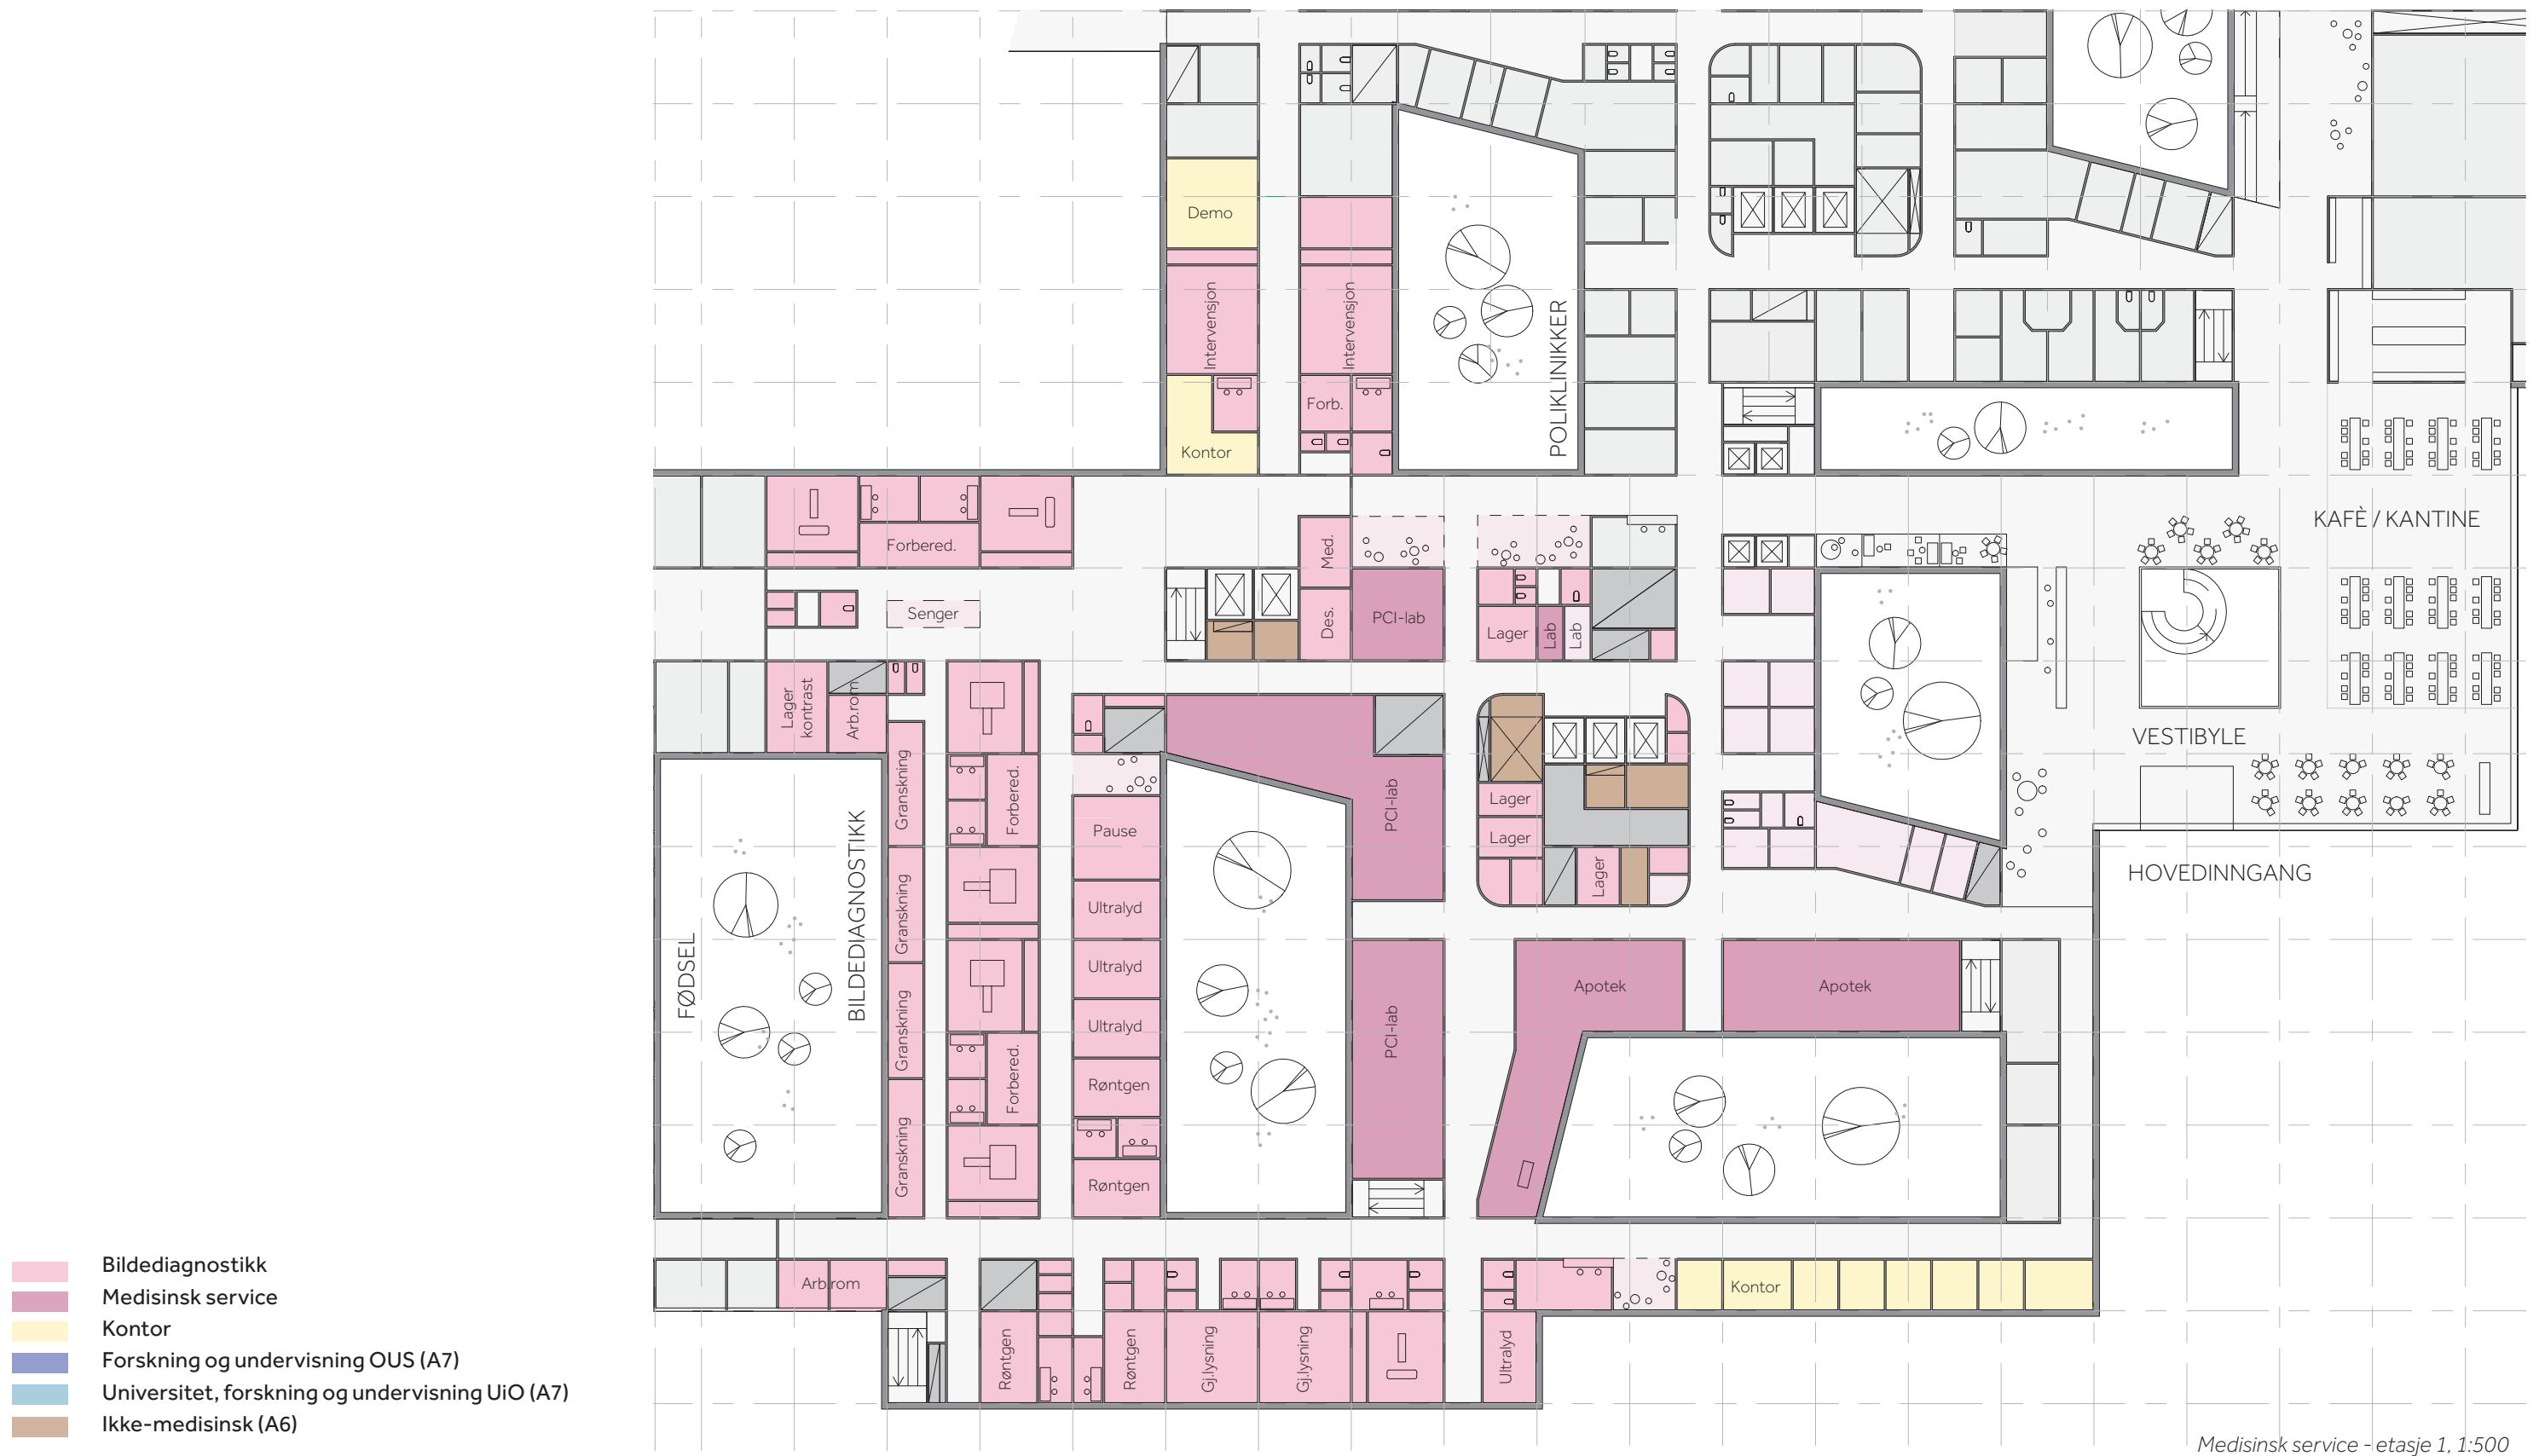 Demo
Intervensjon
Intervensjon
POLIKLINIKKER
Forb.
Kontor
KAFÈ / KANTINE
Forbered.
Med.
Senger
Des.
PCI-lab
Lager
Lab
Lab
Lager
kontrast
Arb.rom
VESTIBYLE
Granskning
Forbered.
Pause
PCI-lab
Lager
Lager
Lager
HOVEDINNGANG
FØDSEL
BILDEDIAGNOSTIKK
Granskning
Ultralyd
Ultralyd
Apotek
Apotek
Granskning
Ultralyd
PCI-lab
Forbered.
Røntgen
Granskning
Røntgen
Arb.rom
Kontor
Røntgen
Røntgen
Gj.lysning
Gj.lysning
Ultralyd
Bildediagnostikk
Medisinsk service
Kontor
Forskning og undervisning OUS (A7)
Universitet, forskning og undervisning UiO (A7)
Ikke-medisinsk (A6)
Medisinsk service - etasje 1, 1:500